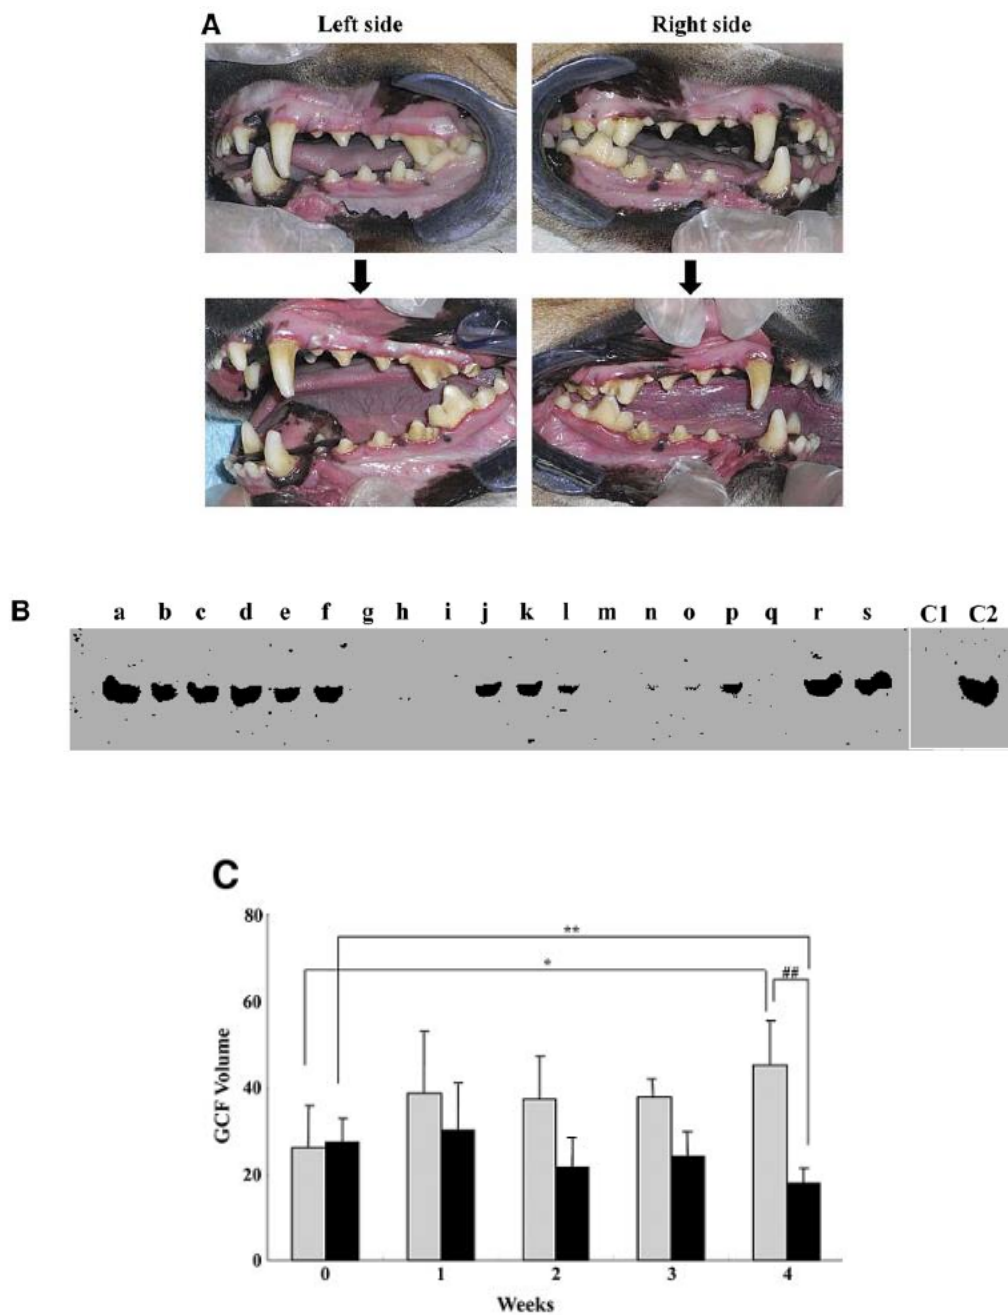 A
Left side Right side
B
a b c d e f g h i j k l m n o p q r s C1 C2
C
80
**
*
##
60
GCF Volume
40
20
0
0 1 2 3 4
Weeks